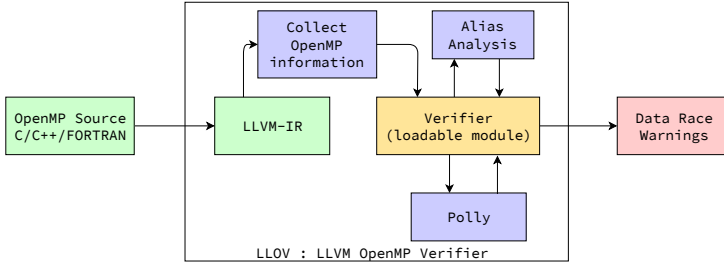 Collect
OpenMP
information
Alias
Analysis
OpenMP Source
C/C++/FORTRAN
LLVM-IR
Verifier
(loadable module)
Data Race
Warnings
Polly
LLOV : LLVM OpenMP Verifier